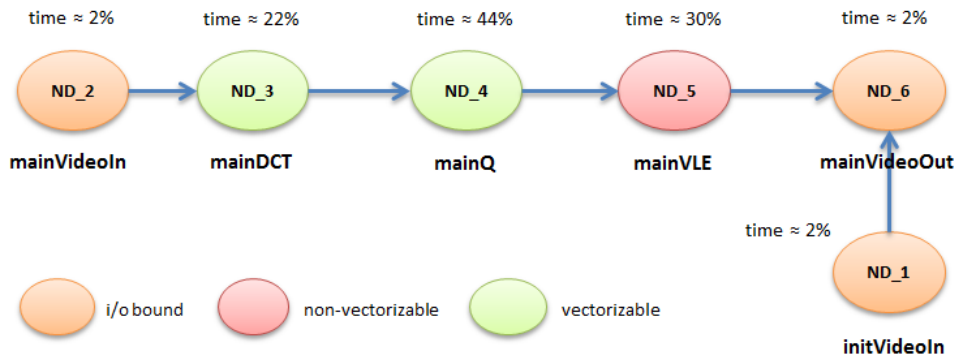 time ≈ 2% time ≈ 22% time ≈ 44% time ≈ 30% time ≈ 2%
ND_2 ND_3 ND_4 ND_5 ND_6
mainVideoIn mainDCT mainQ mainVLE mainVideoOut
time ≈ 2%
ND_1
i/o bound non-vectorizable vectorizable
initVideoIn